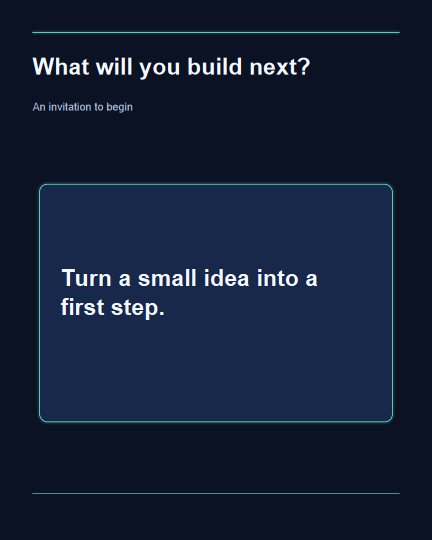 What will you build next?
An invitation to begin
Turn a small idea into a
first step.